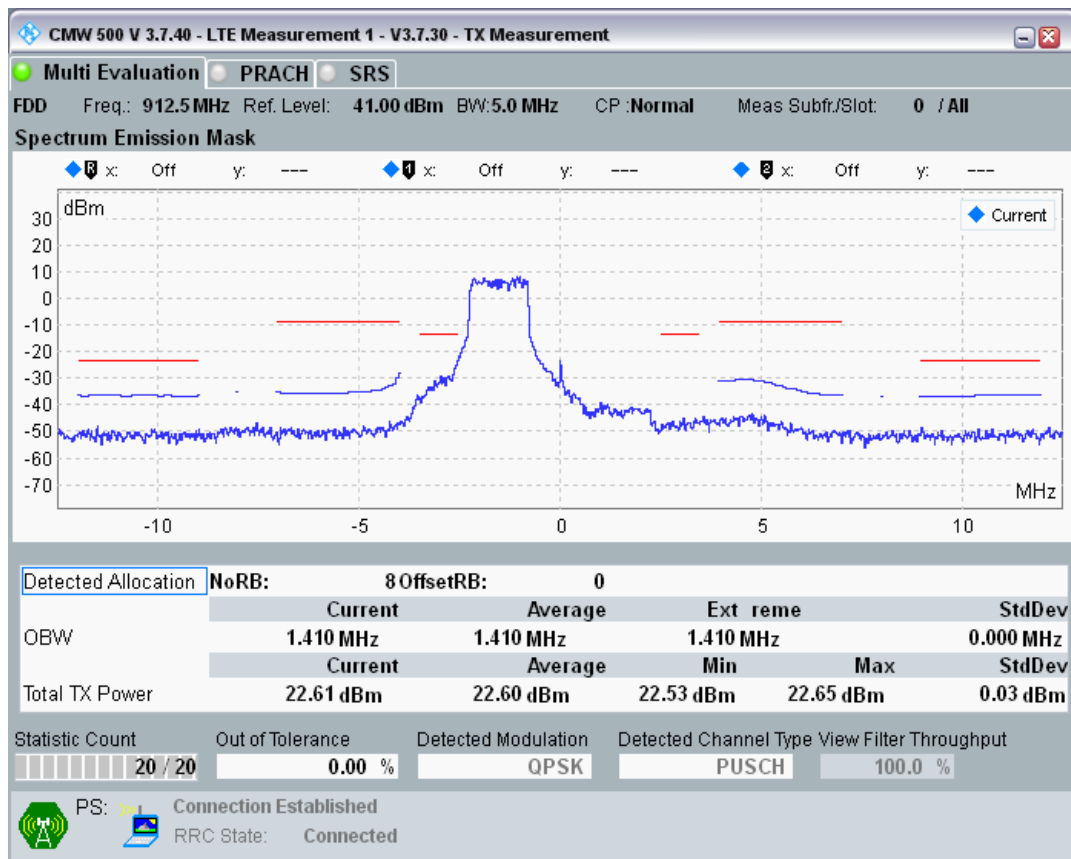 CMW 500 V 3.7.40 - LTE Measurement 1 - V3.7.30 - TX Measurement
Multi Evaluation PRACH SRS
FDD Freq.: 912.5 MHz Ref. Level: 41.00 dBm BW:5.0 MHz CP :Normal Meas Subfr./Slot: 0 / All
Spectrum Emission Mask
R x: Off y: --- 1 x: Off y: --- 2 x: Off y: ---
dBm
Current
30
20
10
0
-10
-20
-30
-40
-50
-60
-70
MHz
-10 -5 0 5 10
Detected Allocation NoRB: 8 OffsetRB: 0
Current Average Ext reme StdDev
OBW 1.410 MHz 1.410 MHz 1.410 MHz 0.000 MHz
Current Average Min Max StdDev
Total TX Power 22.61 dBm 22.60 dBm 22.53 dBm 22.65 dBm 0.03 dBm
Statistic Count Out of Tolerance Detected Modulation Detected Channel Type View Filter Throughput
20 / 20 0.00 % QPSK PUSCH 100.0 %
PS: Connection Established
RRC State: Connected